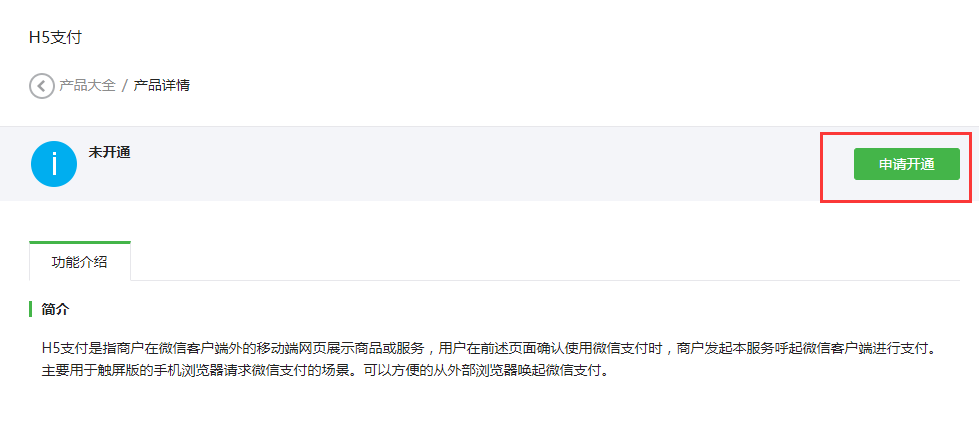 H5支付
产品大全 / 产品详情
未开通
申请开通
功能介绍
简介
H5支付是指商户在微信客户端外的移动端网页展示商品或服务，用户在前述页面确认使用微信支付时，商户发起本服务呼起微信客户端进行支付。
主要用于触屏版的手机浏览器请求微信支付的场景。可以方便的从外部浏览器唤起微信支付。